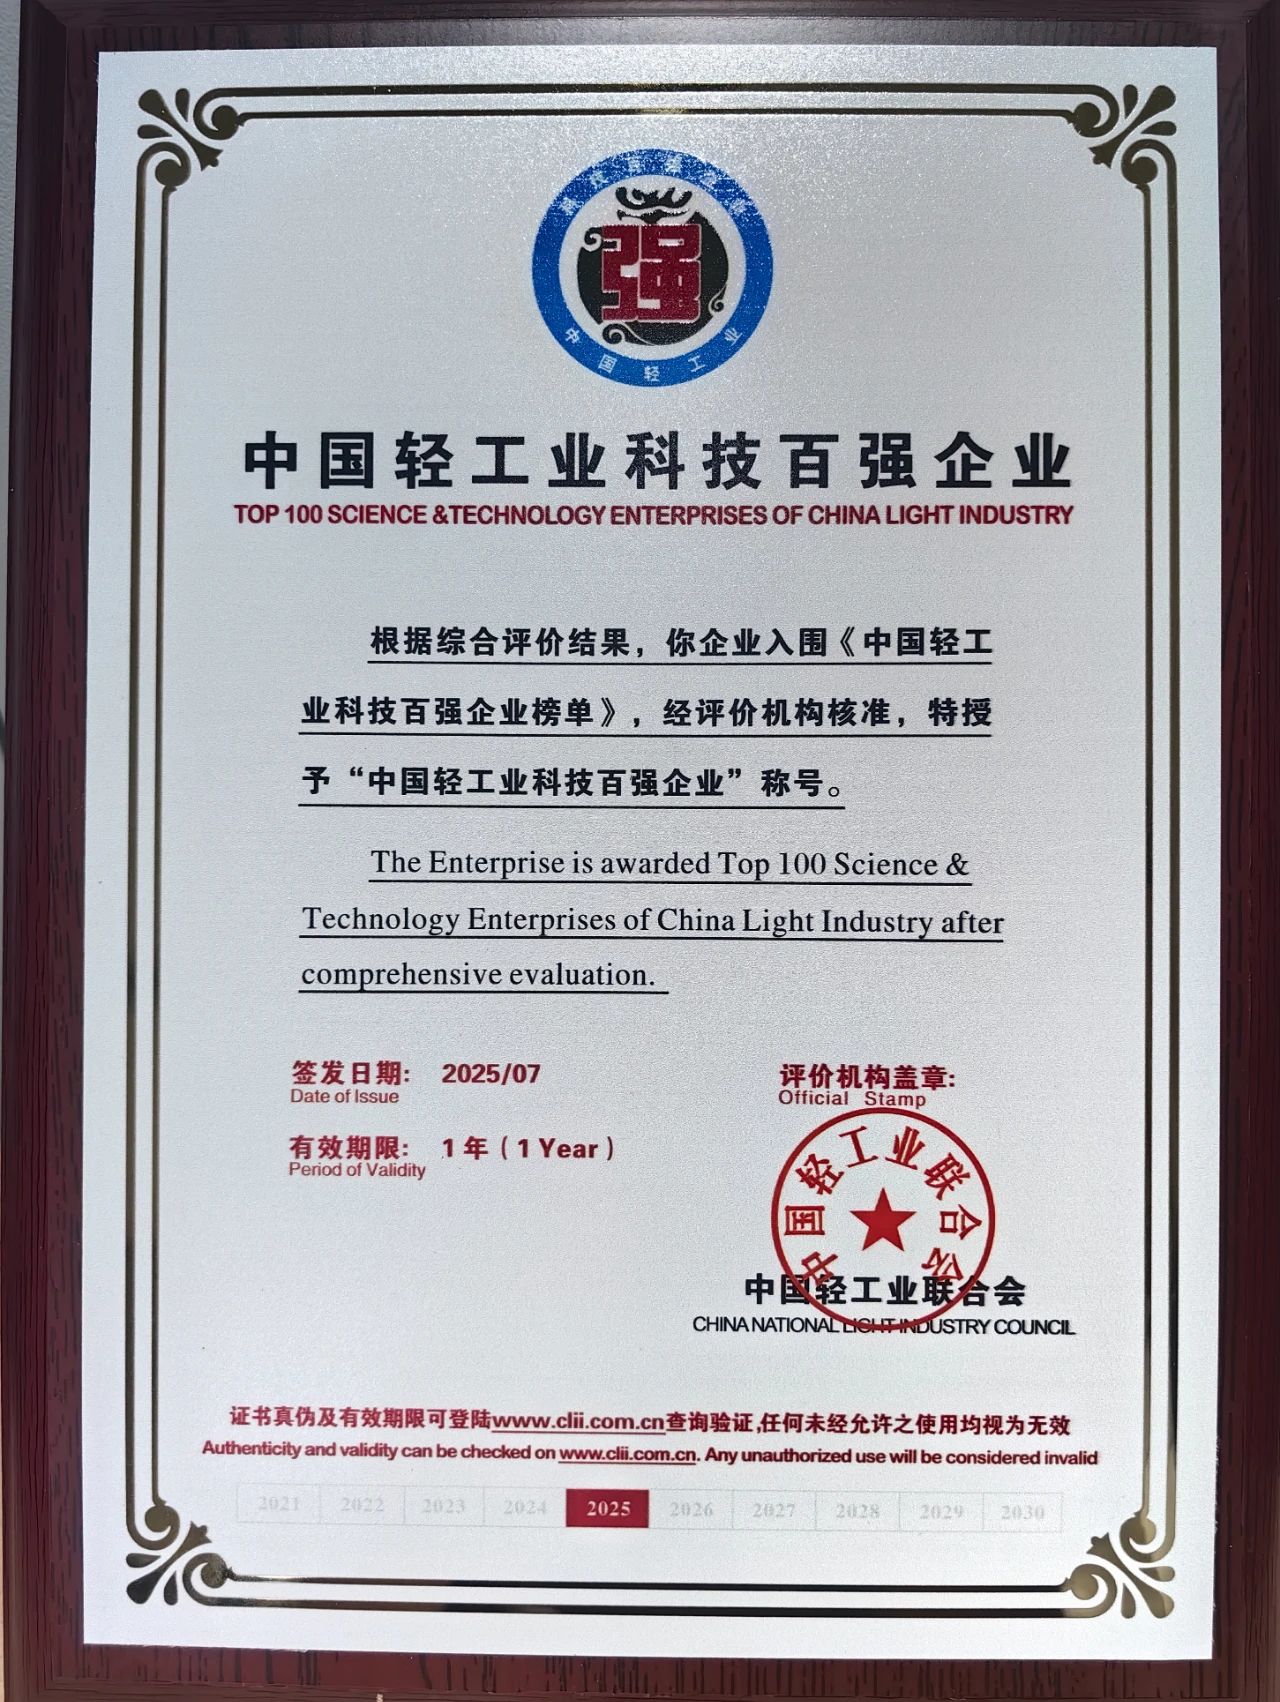 科技百强企业
强
中国轻工业
中国轻工业科技百强企业
TOP 100 SCIENCE &TECHNOLOGY ENTERPRISES OF CHINA LIGHT INDUSTRY
根据综合评价结果，你企业入围《中国轻工
业科技百强企业榜单》，经评价机构核准，特授
予“中国轻工业科技百强企业”称号。
The Enterprise is awarded Top 100 Science &
Technology Enterprises of China Light Industry after
comprehensive evaluation.
签发日期: 2025/07
Date of Issue
有效期限: 1 年（1 Year）
Period of Validity
评价机构盖章:
Official Stamp
中国轻工业联合会
中国轻工业联合会
CHINA NATIONAL LIGHT INDUSTRY COUNCIL
证书真伪及有效期限可登陆www.clii.com.cn查询验证,任何未经允许之使用均视为无效
Authenticity and validity can be checked on www.clii.com.cn. Any unauthorized use will be considered invalid
2021 2022 2023 2024 2025 2026 2027 2028 2029 2030